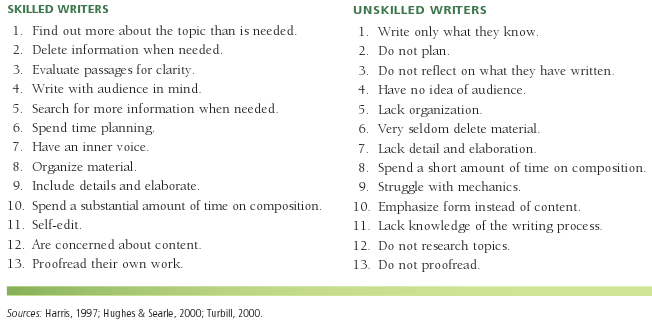 SKILLED WRITERS
1. Find out more about the topic than is needed.
2. Delete information when needed.
3. Evaluate passages for clarity.
4. Write with audience in mind.
5. Search for more information when needed.
6. Spend time planning.
7. Have an inner voice.
8. Organize material.
9. Include details and elaborate.
10. Spend a substantial amount of time on composition.
11. Self-edit.
12. Are concerned about content.
13. Proofread their own work.
UNSKILLED WRITERS
1. Write only what they know.
2. Do not plan.
3. Do not reflect on what they have written.
4. Have no idea of audience.
5. Lack organization.
6. Very seldom delete material.
7. Lack detail and elaboration.
8. Spend a short amount of time on composition.
9. Struggle with mechanics.
10. Emphasize form instead of content.
11. Lack knowledge of the writing process.
12. Do not research topics.
13. Do not proofread.
Sources: Harris, 1997; Hughes & Searle, 2000; Turbill, 2000.